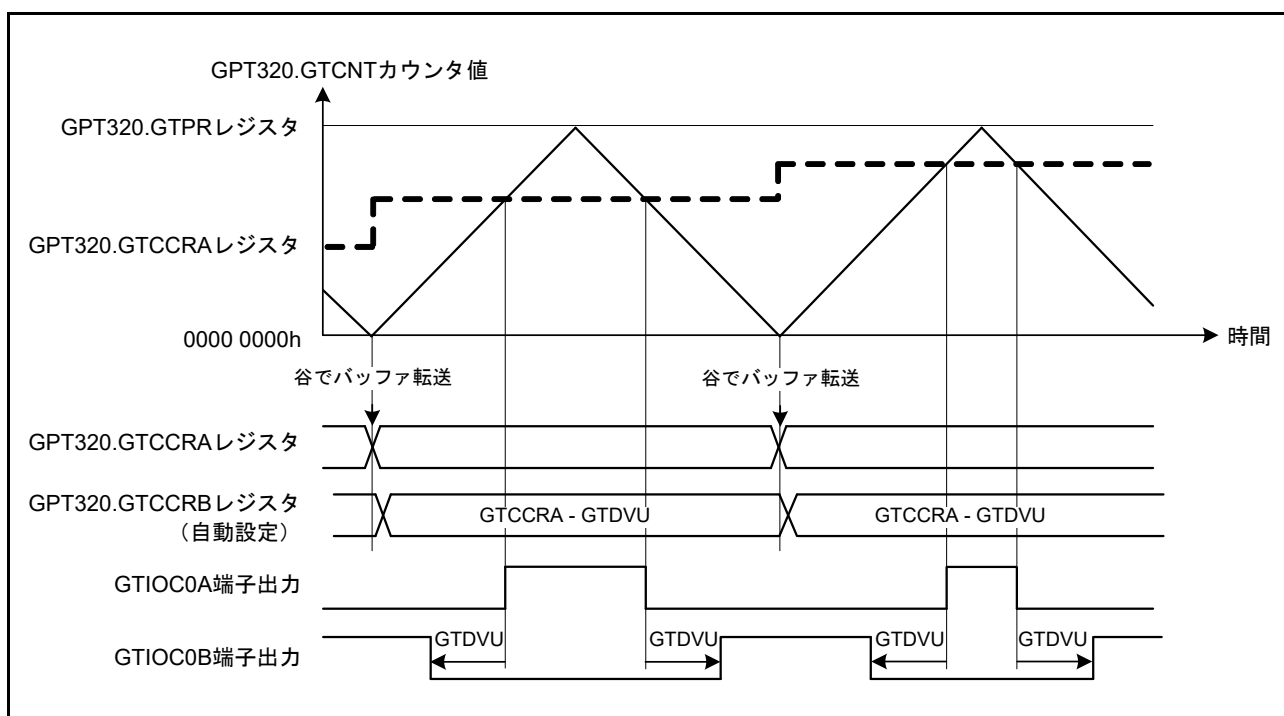 GPT320.GTCNTカウンタ値
GPT320.GTPRレジスタ
GPT320.GTCCRAレジスタ
0000 0000h
時間
谷でバッファ転送
谷でバッファ転送
GPT320.GTCCRAレジスタ
GPT320.GTCCRBレジスタ
（自動設定）
GTCCRA - GTDVU
GTCCRA - GTDVU
GTIOC0A端子出力
GTIOC0B端子出力
GTDVU
GTDVU
GTDVU
GTDVU